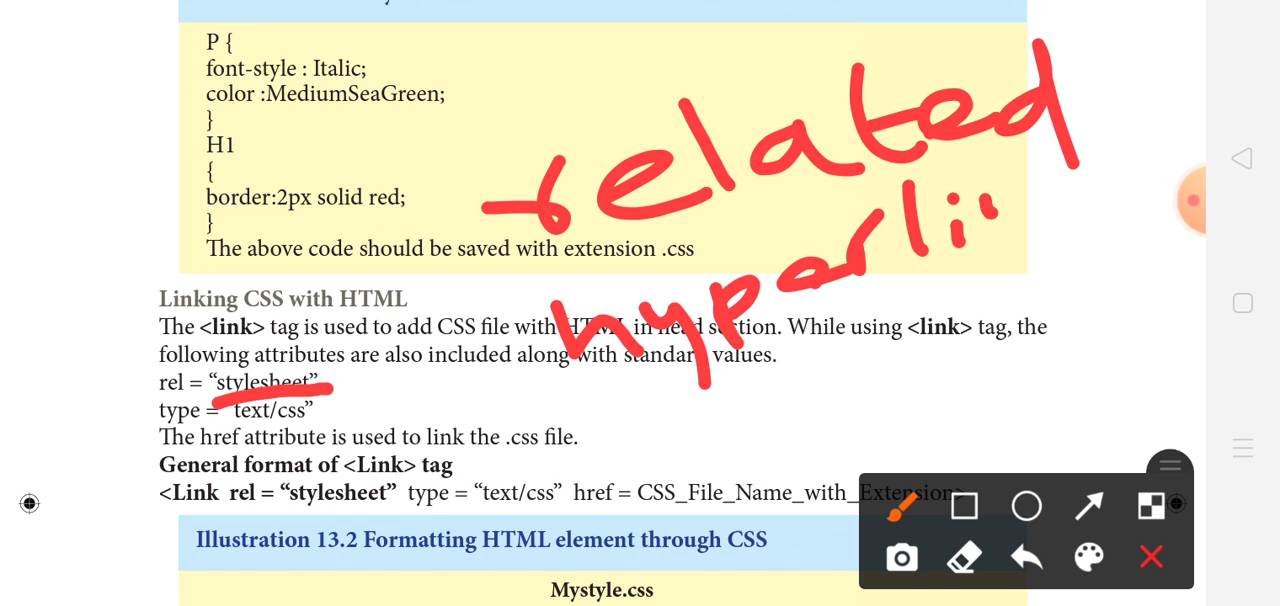 P {
font-style : Italic;
color :MediumSeaGreen;
}
H1
{
border:2px solid red;
}
The above code should be saved with extension .css
related
hyperli
Linking CSS with HTML
The <link> tag is used to add CSS file with HTML in head section. While using <link> tag, the
following attributes are also included along with standard values.
rel = “stylesheet”
type = “text/css”
The href attribute is used to link the .css file.
General format of <Link> tag
<Link rel = “stylesheet” type = “text/css” href = CSS_File_Name_with_Extension>
Illustration 13.2 Formatting HTML element through CSS
Mystyle.css